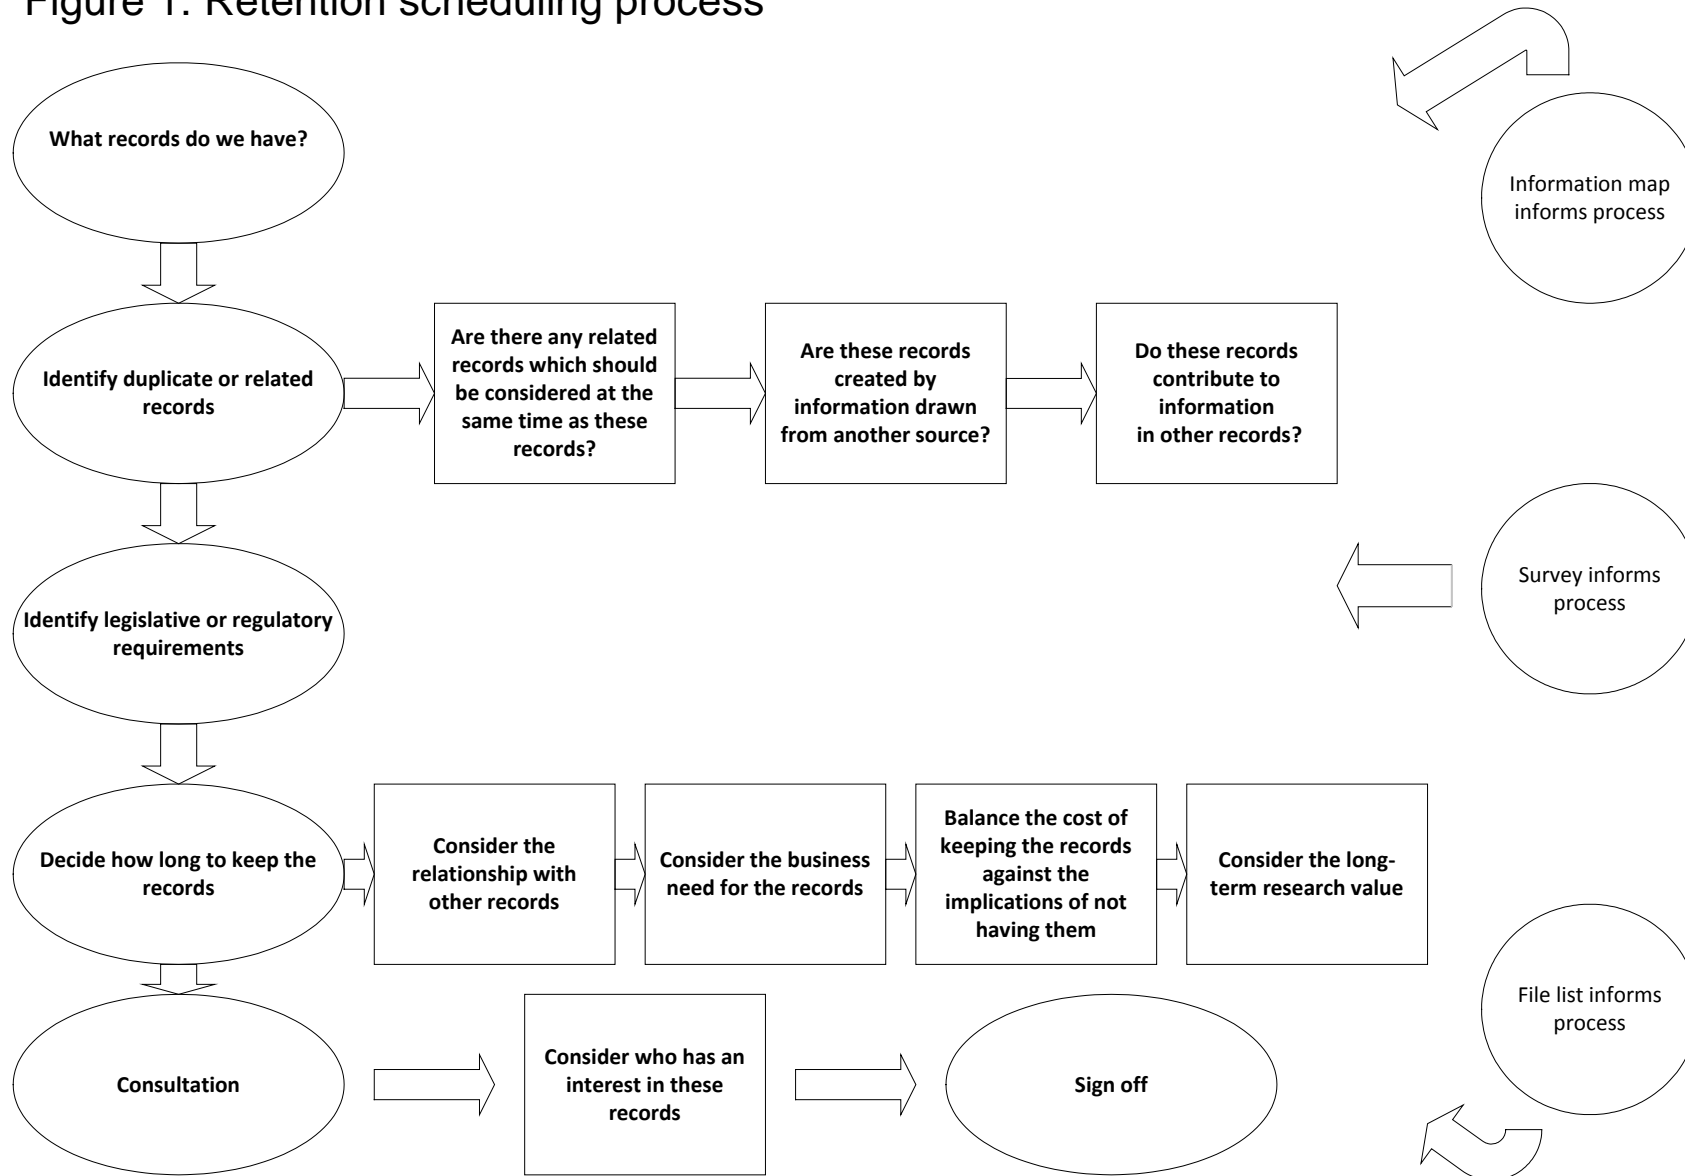 Figure 1: Retention scheduling process
What records do we have?
Information map
informs process
Identify duplicate or related
records
Are there any related
records which should
be considered at the
same time as these
records?
Are these records
created by
information drawn
from another source?
Do these records
contribute to
information
in other records?
Survey informs
process
Identify legislative or regulatory
requirements
Decide how long to keep the
records
Consider the
relationship with
other records
Consider the business
need for the records
Balance the cost of
keeping the records
against the
implications of not
having them
Consider the long-
term research value
File list informs
process
Consultation
Consider who has an
interest in these
records
Sign off